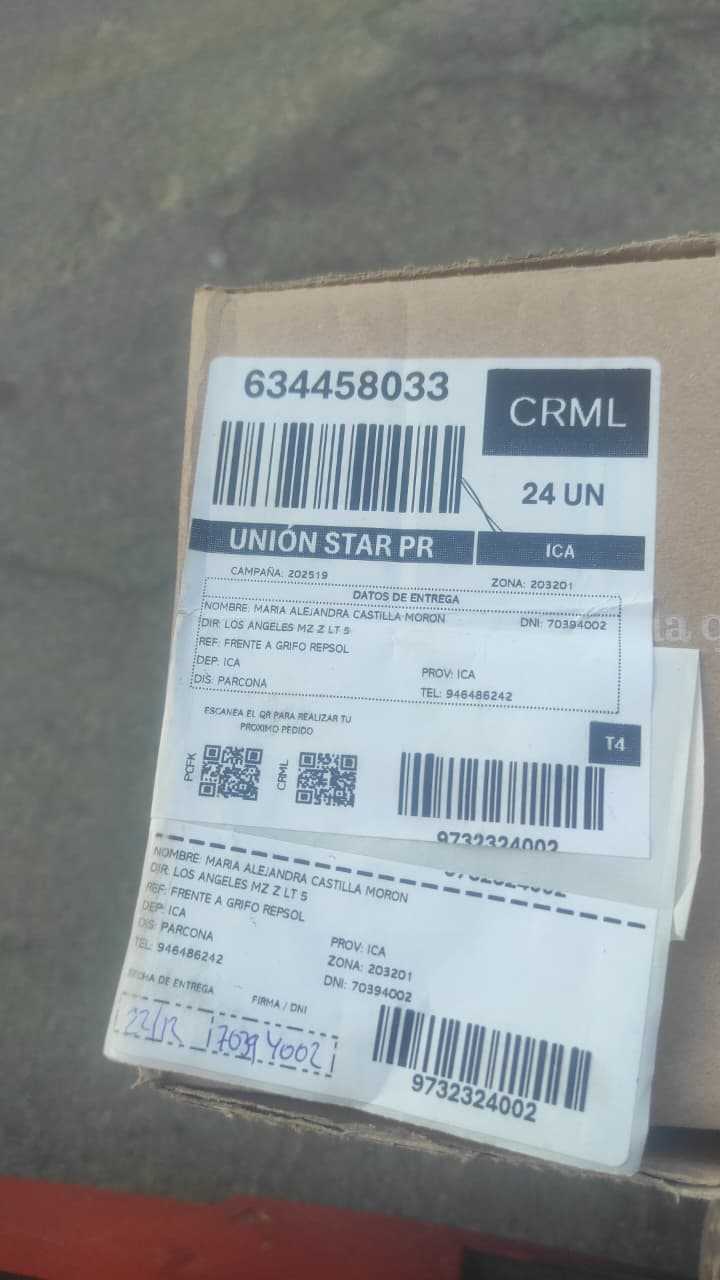 634458033
CRML
24 UN
UNIÓN STAR PR
ICA
CAMPAÑA: 202519
ZONA: 203201
DATOS DE ENTREGA
NOMBRE: MARIA ALEJANDRA CASTILLA MORON
DNI: 70394002
DIR: LOS ANGELES MZ Z LT 5
REF: FRENTE A GRIFO REPSOL
DEP: ICA
PROV: ICA
DIS: PARCONA
TEL: 946486242
ESCANEA EL QR PARA REALIZAR TU
PROXIMO PEDIDO
T4
PCFK
CRML
9732324002
9732324002
NOMBRE: MARIA ALEJANDRA CASTILLA MORON
DIR: LOS ANGELES MZ Z LT 5
REF: FRENTE A GRIFO REPSOL
DEP: ICA
PROV: ICA
DIS: PARCONA
ZONA: 203201
TEL: 946486242
DNI: 70394002
FECHA DE ENTREGA
FIRMA / DNI
22/12
70394002
9732324002